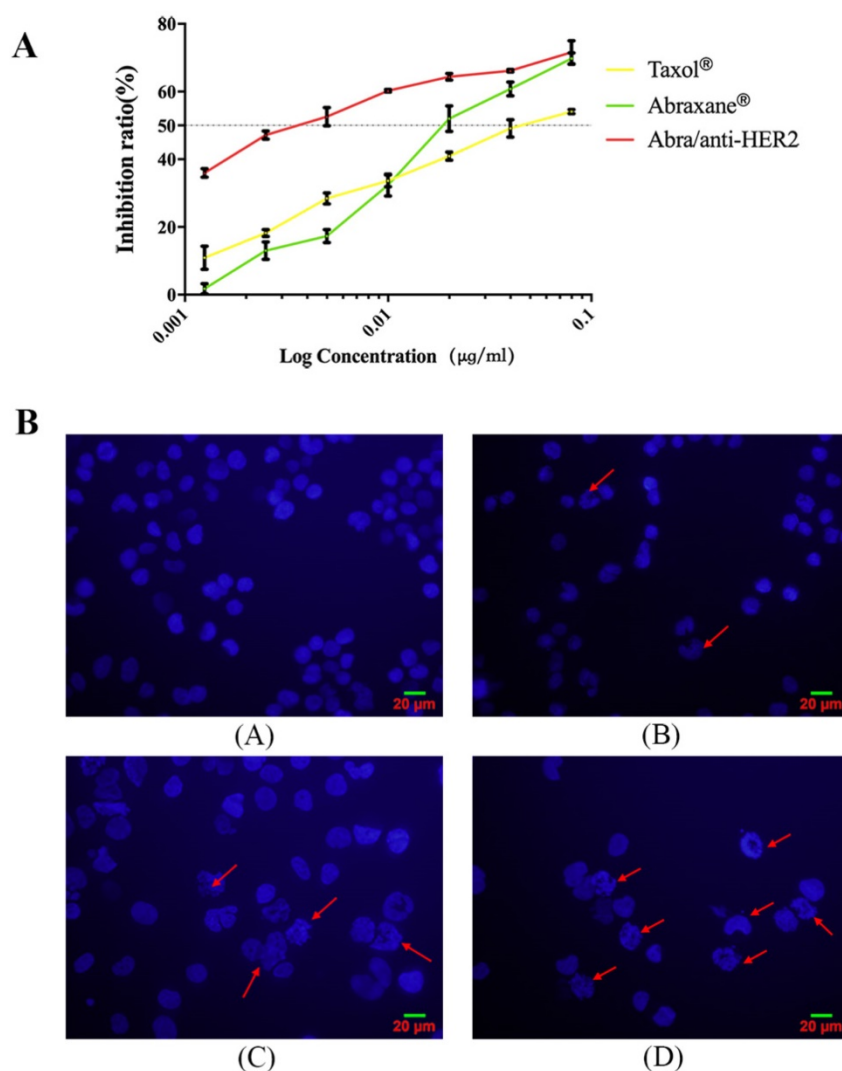 A
80
60
50
40
20
0
Inhibition ratio(%)
0.001
0.01
0.1
Log Concentration (μg/ml)
Taxol®
Abraxane®
Abra/anti-HER2
B
20 μm
20 μm
(A)
(B)
20 μm
20 μm
(C)
(D)